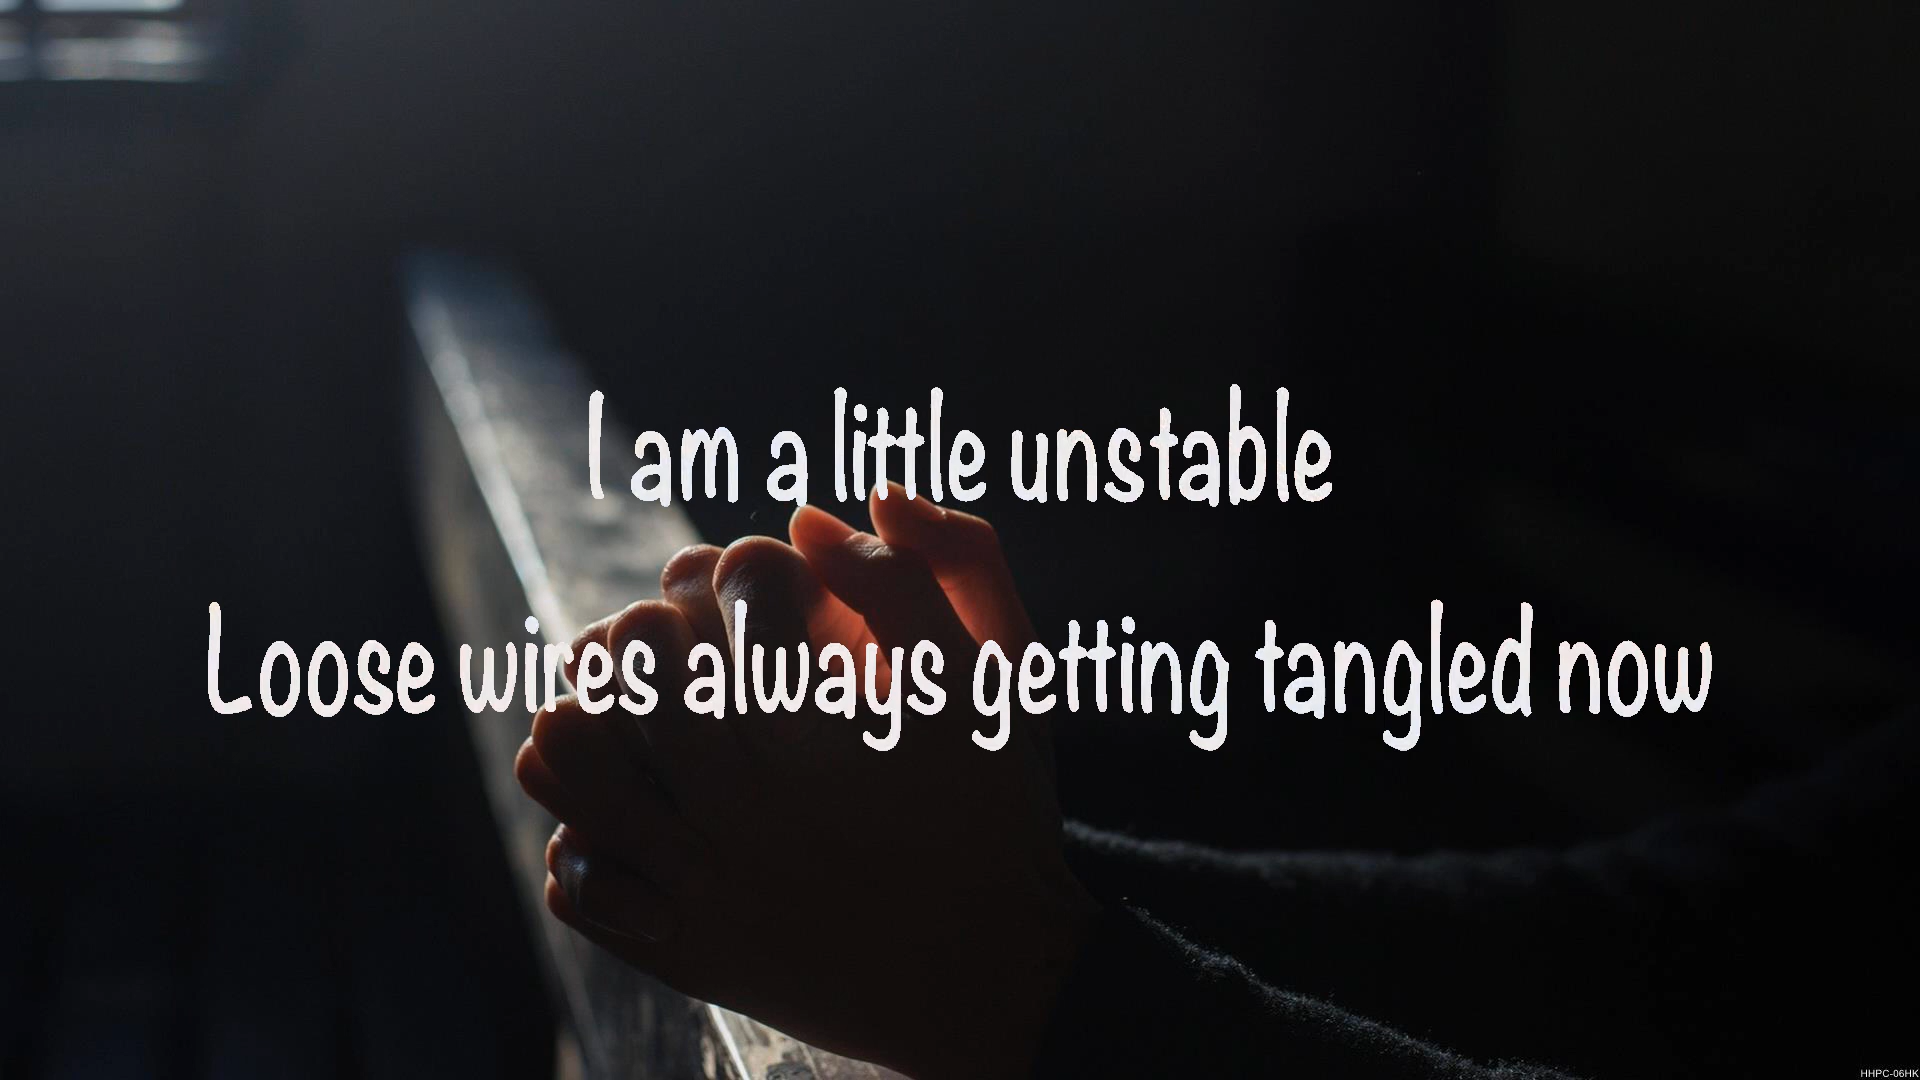 I am a little unstable
Loose wires always getting tangled now
HHPC-06HK